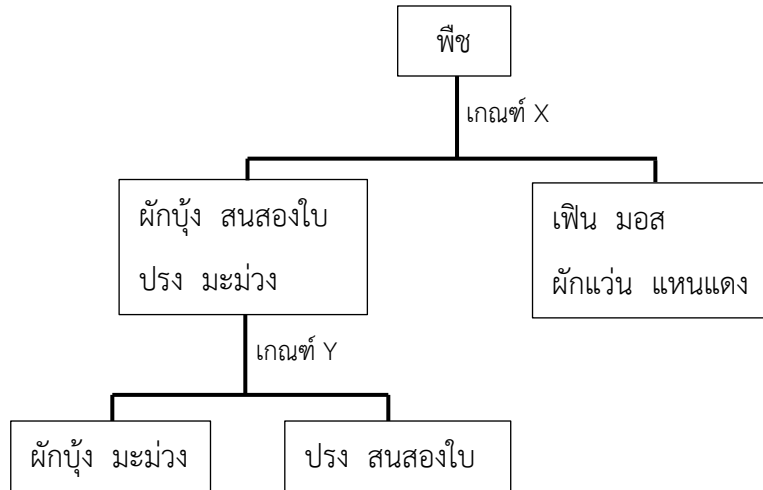 พืช
เกณฑ์ X
ผักบุ้ง สนสองใบ
ปรง มะม่วง
เฟิน มอส
ผักแว่น แหนแดง
เกณฑ์ Y
ผักบุ้ง มะม่วง
ปรง สนสองใบ